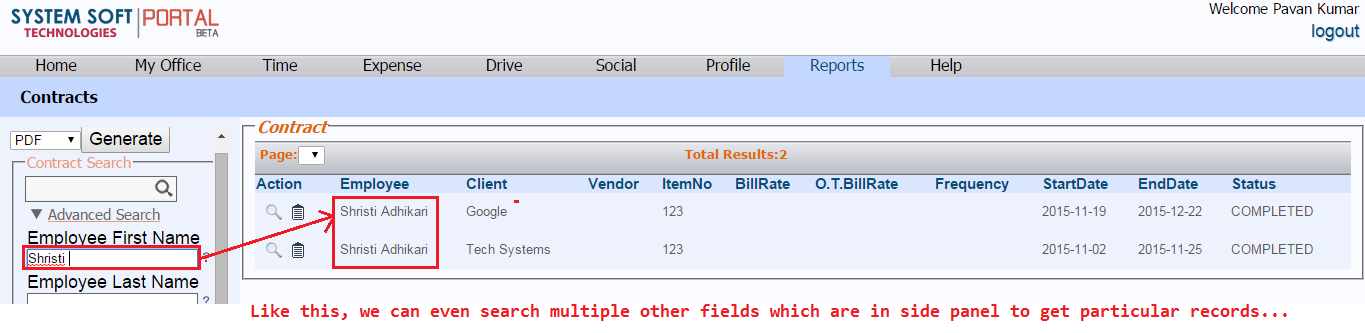 SYSTEM SOFT PORTAL
TECHNOLOGIES BETA
Welcome Pavan Kumar
logout
Home My Office Time Expense Drive Social Profile Reports Help
Contracts
PDF Generate
Contract Search
Advanced Search
Employee First Name
Shristi
?
Employee Last Name
?
Contract
Page: Total Results:2
Action Employee Client Vendor ItemNo BillRate O.T.BillRate Frequency StartDate EndDate Status
Shristi Adhikari Google 123 2015-11-19 2015-12-22 COMPLETED
Shristi Adhikari Tech Systems 123 2015-11-02 2015-11-25 COMPLETED
Like this, we can even search multiple other fields which are in side panel to get particular records...